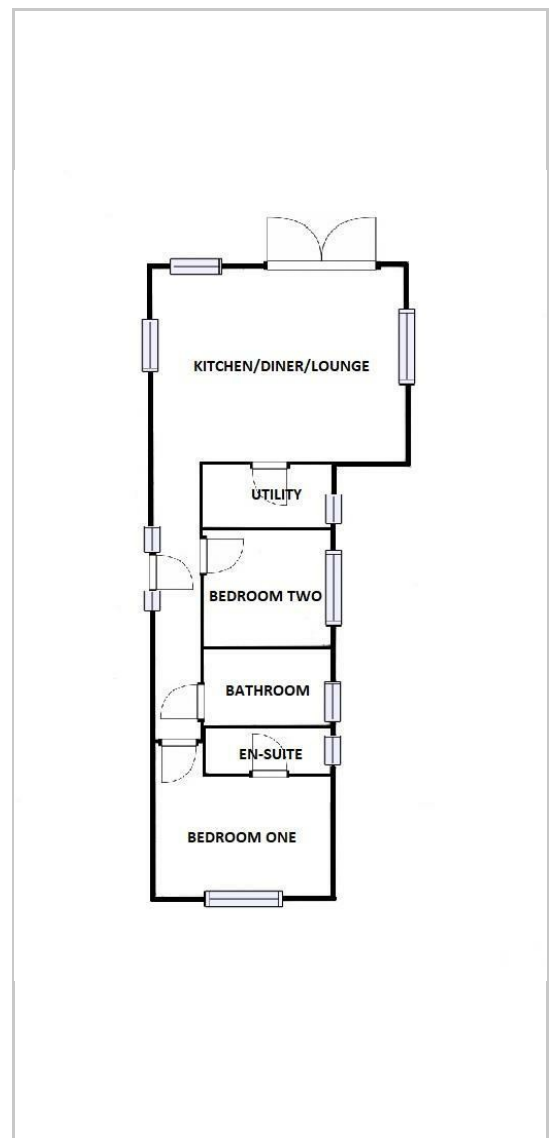 KITCHEN/DINER/LOUNGE
UTILITY
BEDROOM TWO
BATHROOM
EN-SUITE
BEDROOM ONE